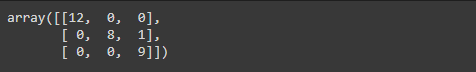 array([[12,  0,  0],
       [ 0,  8,  1],
       [ 0,  0,  9]])